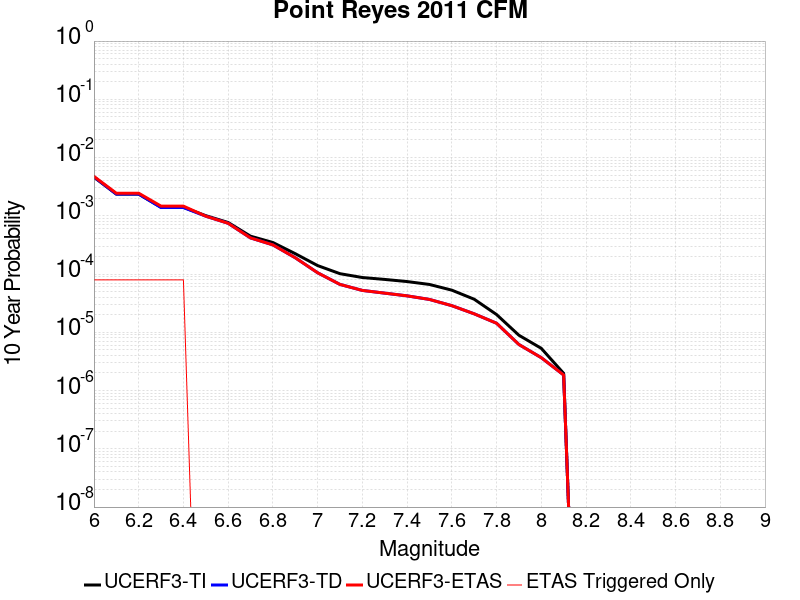 Point Reyes 2011 CFM
10 0
10 -1
10 -2
10 -3
10 -4
10 -5
10 -6
10 -7
10 -8
10 Year Probability
6 6.2 6.4 6.6 6.8 7 7.2 7.4 7.6 7.8 8 8.2 8.4 8.6 8.8 9
Magnitude
UCERF3-TI UCERF3-TD UCERF3-ETAS ETAS Triggered Only